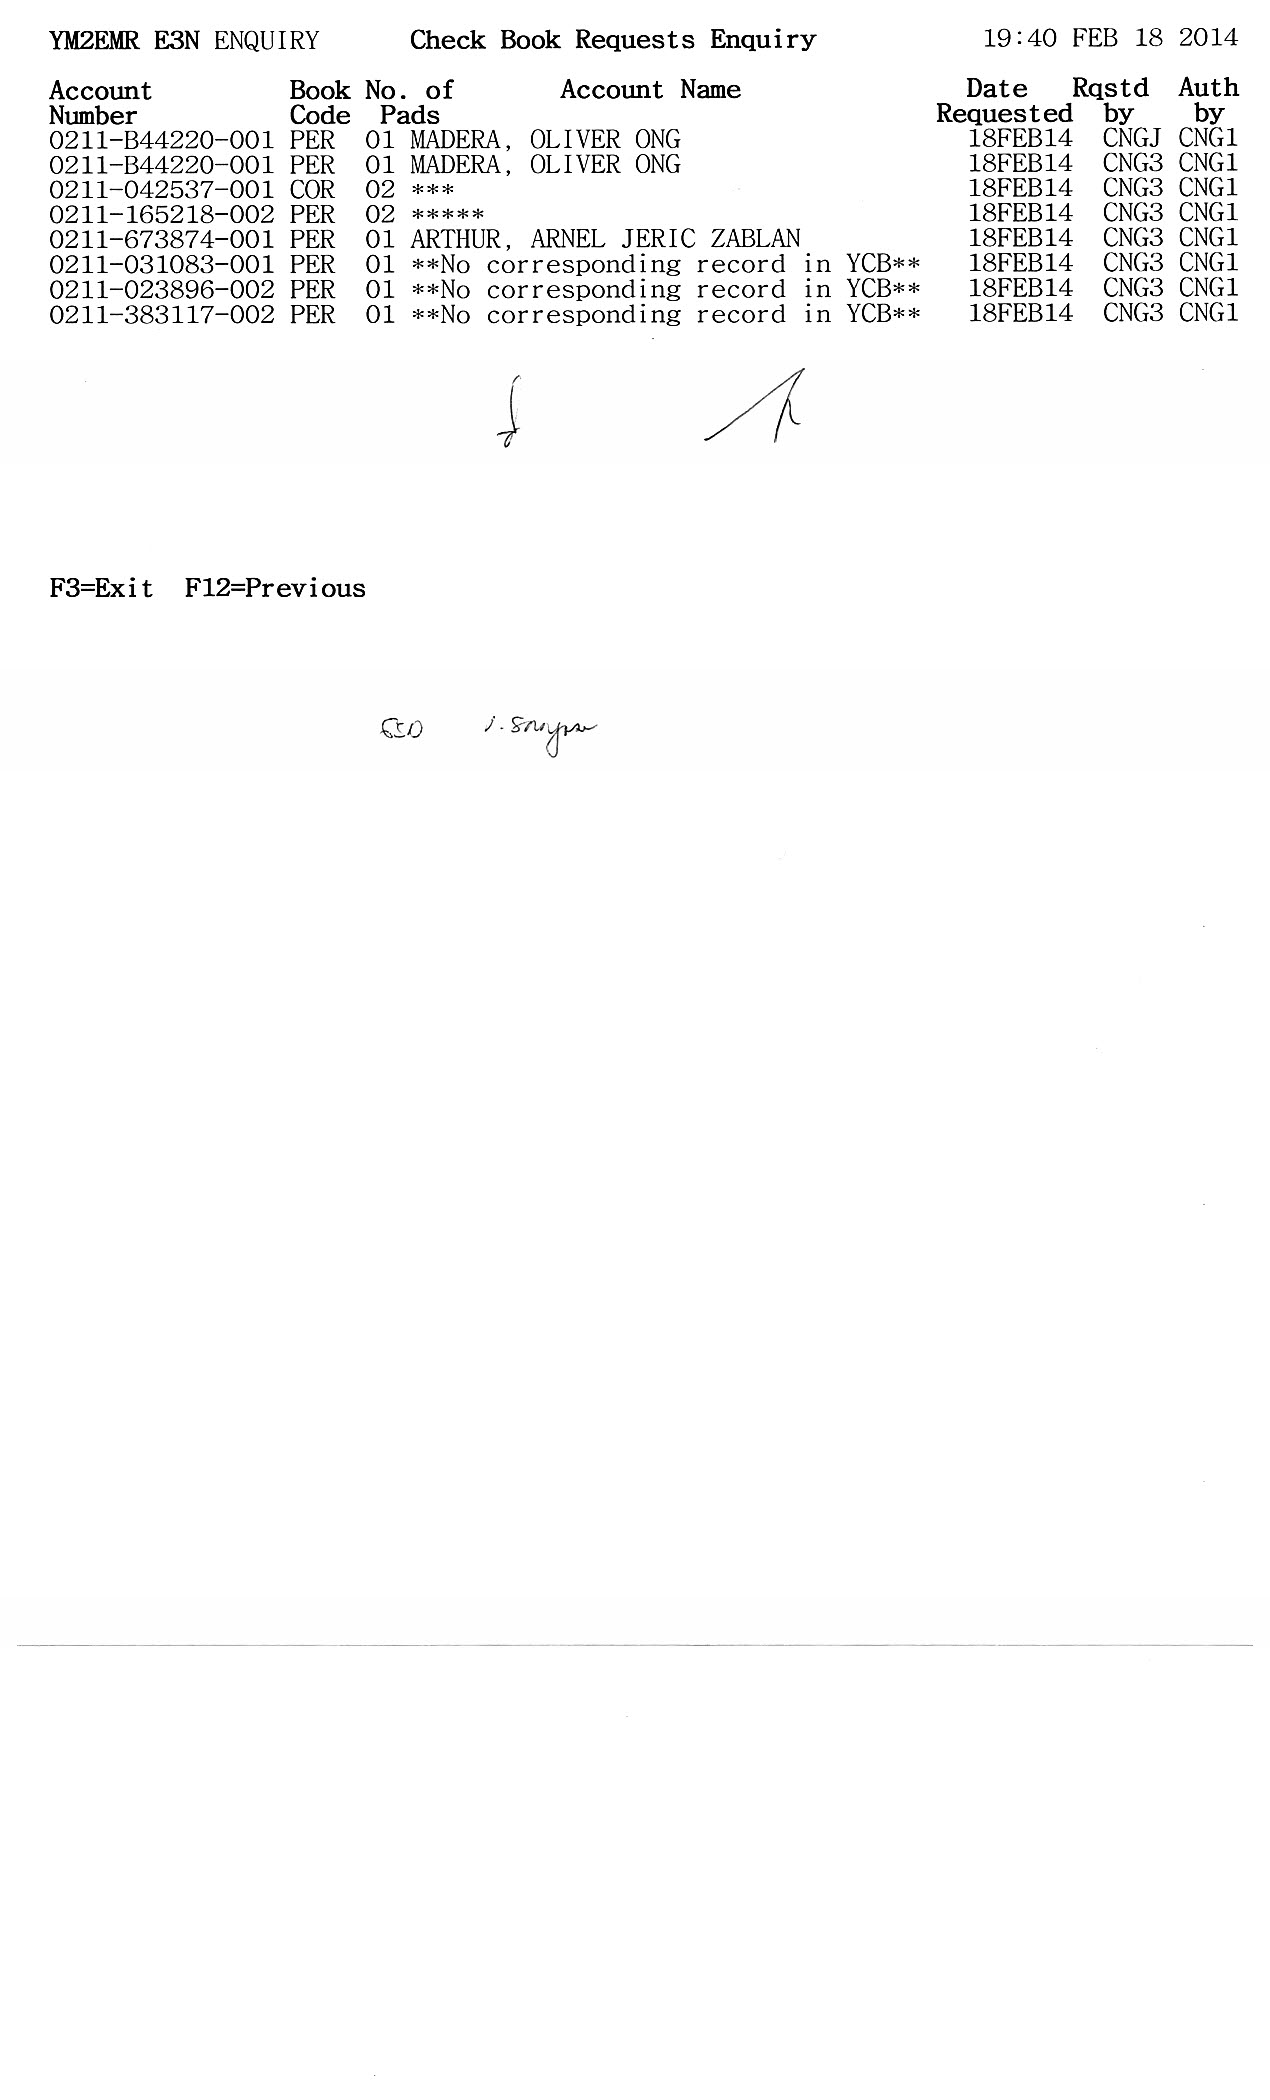 YM2EMR E3N ENQUIRY Check Book Requests Enquiry 19:40 FEB 18 2014
Account Book No. of Account Name Date Rqstd Auth
Number Code Pads Requested by by
0211-B44220-001 PER 01 MADERA, OLIVER ONG 18FEB14 CNGJ CNG1
0211-B44220-001 PER 01 MADERA, OLIVER ONG 18FEB14 CNG3 CNG1
0211-042537-001 COR 02 *** 18FEB14 CNG3 CNG1
0211-165218-002 PER 02 ***** 18FEB14 CNG3 CNG1
0211-673874-001 PER 01 ARTHUR, ARNEL JERIC ZABLAN 18FEB14 CNG3 CNG1
0211-031083-001 PER 01 **No corresponding record in YCB** 18FEB14 CNG3 CNG1
0211-023896-002 PER 01 **No corresponding record in YCB** 18FEB14 CNG3 CNG1
0211-383117-002 PER 01 **No corresponding record in YCB** 18FEB14 CNG3 CNG1
F3=Exit F12=Previous